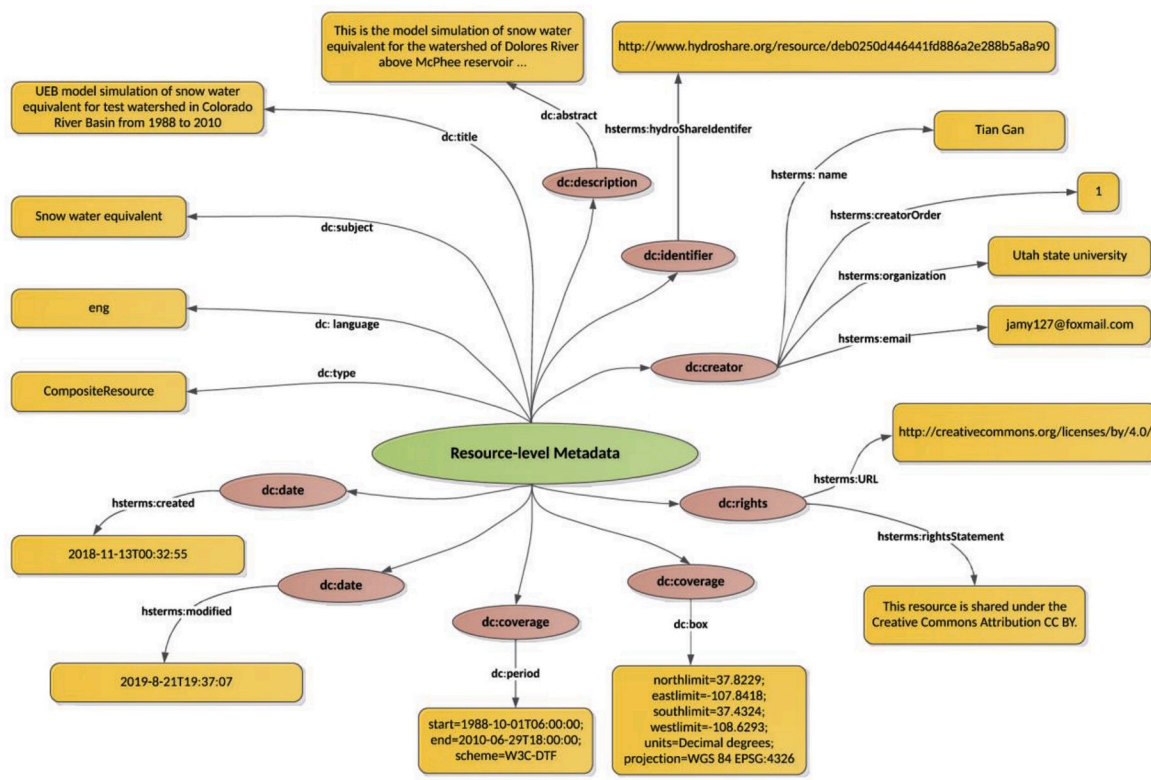 This is the model simulation of snow water
equivalent for the watershed of Dolores River
above McPhee reservoir ...
http://www.hydroshare.org/resource/deb0250d446441fd886a2e288b5a8a90
UEB model simulation of snow water
equivalent for test watershed in Colorado
River Basin from 1988 to 2010
dc:title
dc:abstract
hsterms:hydroShareIdentifer
Tian Gan
hsterms: name
dc:description
1
hsterms:creatorOrder
Snow water equivalent
dc:subject
dc:identifier
Utah state university
hsterms:organization
eng
dc: language
jamy127@foxmail.com
hsterms:email
dc:creator
CompositeResource
dc:type
http://creativecommons.org/licenses/by/4.0/
Resource-level Metadata
hsterms:URL
dc:date
hsterms:created
dc:rights
hsterms:rightsStatement
2018-11-13T00:32:55
dc:date
hsterms:modified
dc:coverage
This resource is shared under the
Creative Commons Attribution CC BY.
dc:coverage
dc:box
2019-8-21T19:37:07
dc:period
northlimit=37.8229;
eastlimit=-107.8418;
southlimit=37.4324;
westlimit=-108.6293;
units=Decimal degrees;
projection=WGS 84 EPSG:4326
start=1988-10-01T06:00:00;
end=2010-06-29T18:00:00;
scheme=W3C-DTF